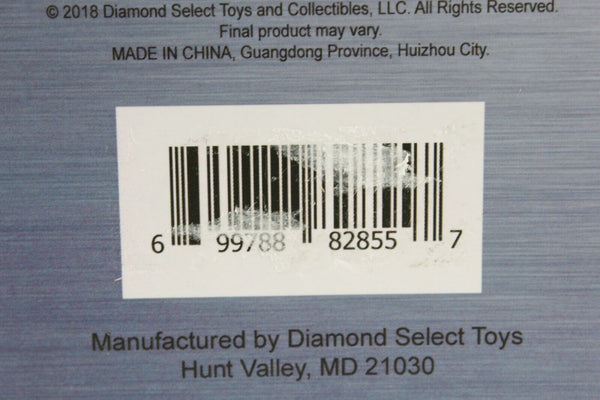 © 2018 Diamond Select Toys and Collectibles, LLC. All Rights Reserved.
Final product may vary.
MADE IN CHINA, Guangdong Province, Huizhou City.
6 99788 82855 7
Manufactured by Diamond Select Toys
Hunt Valley, MD 21030